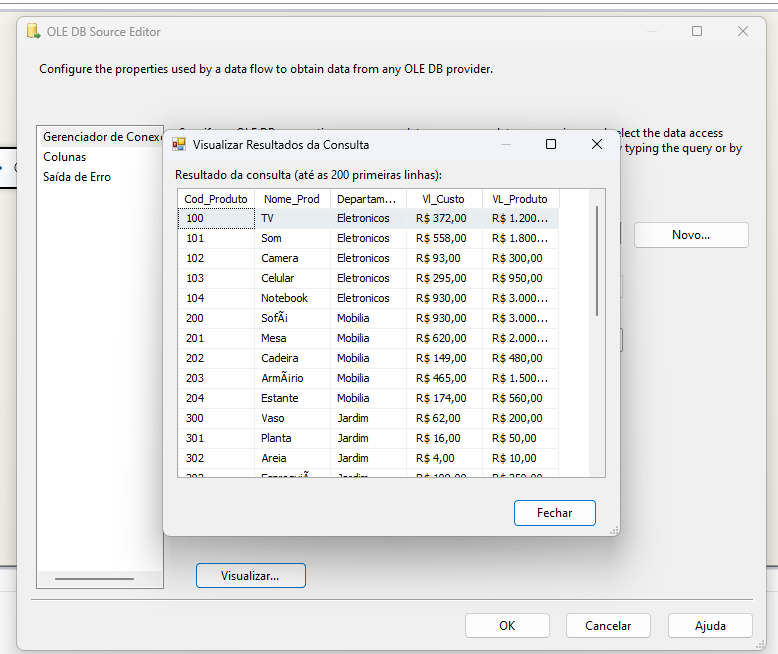 OLE DB Source Editor
Configure the properties used by a data flow to obtain data from any OLE DB provider.
Gerenciador de Conex
Colunas
Saída de Erro
elect the data access
typing the query or by
Visualizar Resultados da Consulta
Resultado da consulta (até as 200 primeiras linhas):
Cod_Produto Nome_Prod Departam... Vl_Custo VL_Produto
100 TV Eletronicos R$ 372,00 R$ 1.200...
101 Som Eletronicos R$ 558,00 R$ 1.800...
102 Camera Eletronicos R$ 93,00 R$ 300,00
103 Celular Eletronicos R$ 295,00 R$ 950,00
104 Notebook Eletronicos R$ 930,00 R$ 3.000...
200 SofÃi Mobilia R$ 930,00 R$ 3.000...
201 Mesa Mobilia R$ 620,00 R$ 2.000...
202 Cadeira Mobilia R$ 149,00 R$ 480,00
203 ArmÃirio Mobilia R$ 465,00 R$ 1.500...
204 Estante Mobilia R$ 174,00 R$ 560,00
300 Vaso Jardim R$ 62,00 R$ 200,00
301 Planta Jardim R$ 16,00 R$ 50,00
302 Areia Jardim R$ 4,00 R$ 10,00
Jardim
Novo...
Fechar
Visualizar...
OK Cancelar Ajuda